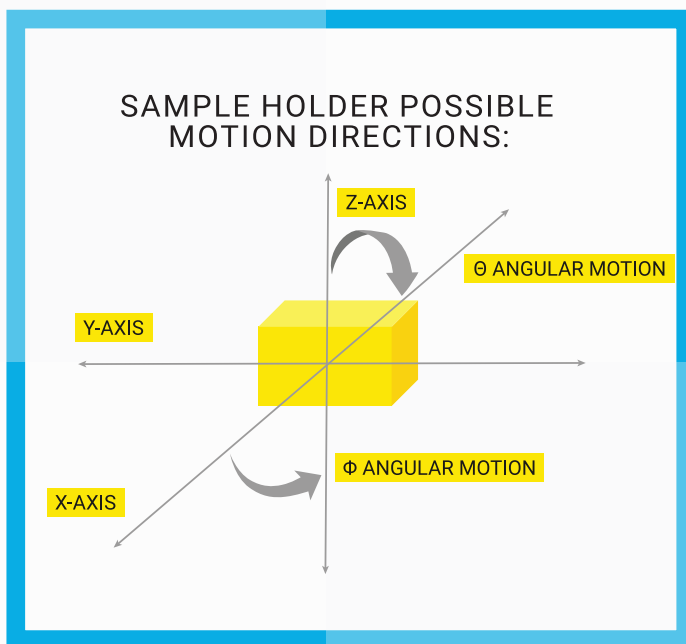 SAMPLE HOLDER POSSIBLE
MOTION DIRECTIONS:
Z-AXIS
Θ ANGULAR MOTION
Y-AXIS
Φ ANGULAR MOTION
X-AXIS